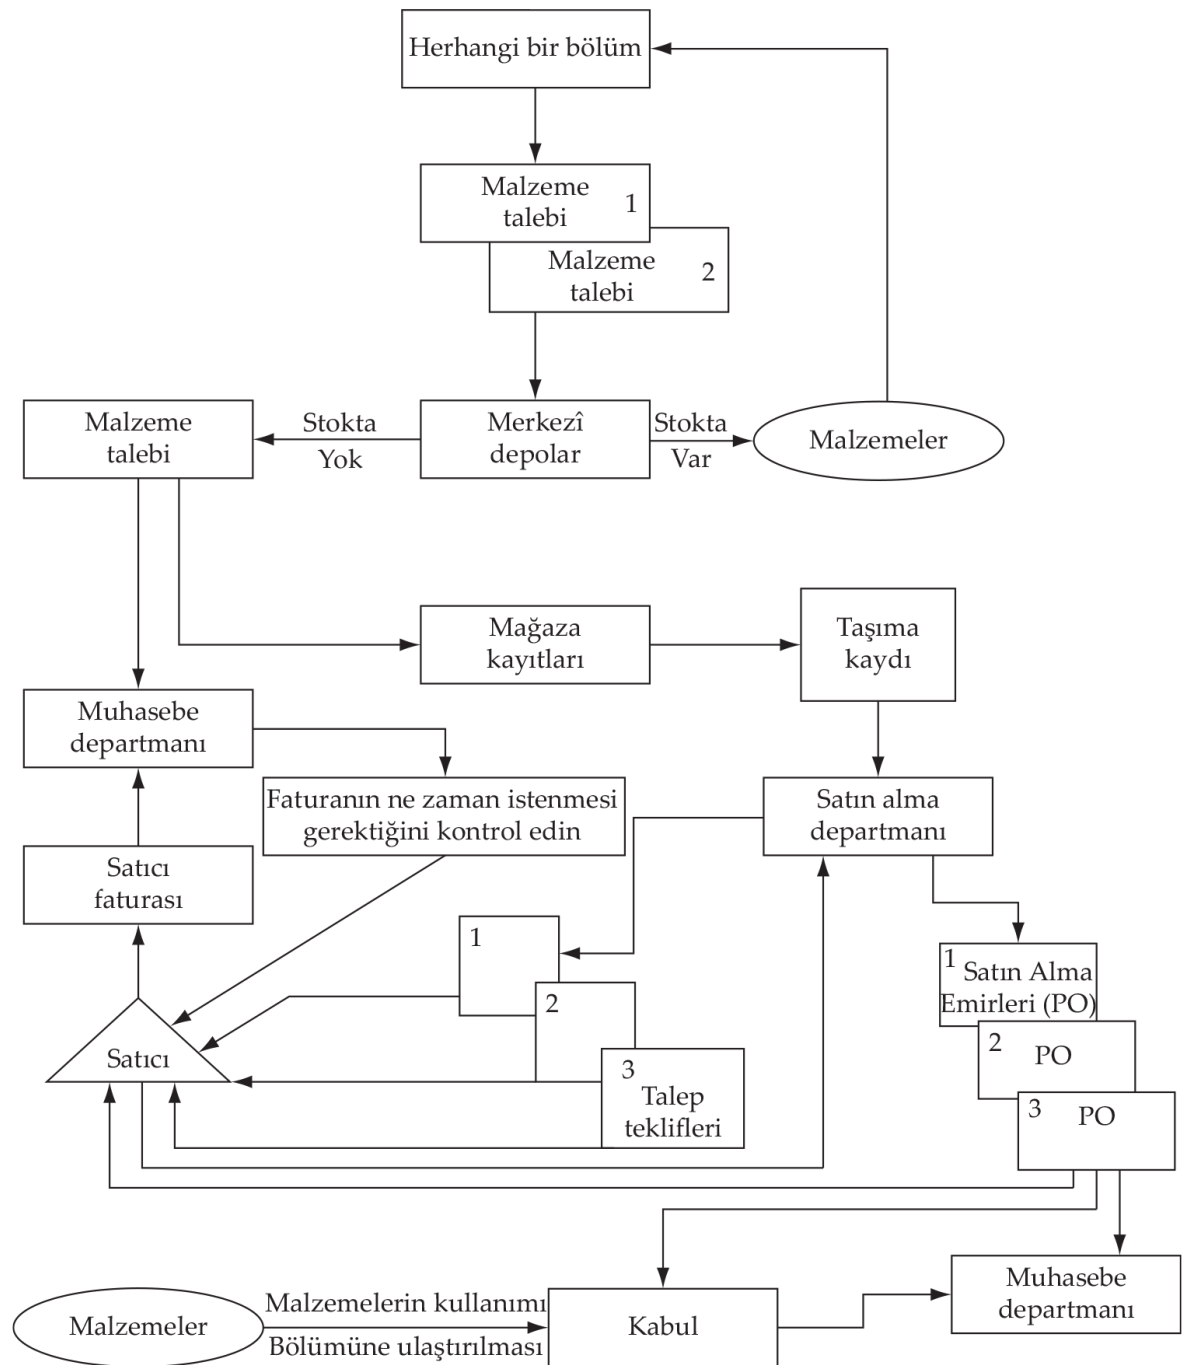 Herhangi bir bölüm
Malzeme
talebi
1
Malzeme
talebi
2
Malzeme
talebi
Stokta
Yok
Merkezî
depolar
Stokta
Var
Malzemeler
Mağaza
kayıtları
Taşıma
kaydı
Muhasebe
departmanı
Faturanın ne zaman istenmesi
gerektiğini kontrol edin
Satın alma
departmanı
Satıcı
faturası
1
2
3
Talep
teklifleri
Satıcı
1
Satın Alma
Emirleri (PO)
2
PO
3
PO
Malzemeler
Malzemelerin kullanımı
Bölümüne ulaştırılması
Kabul
Muhasebe
departmanı